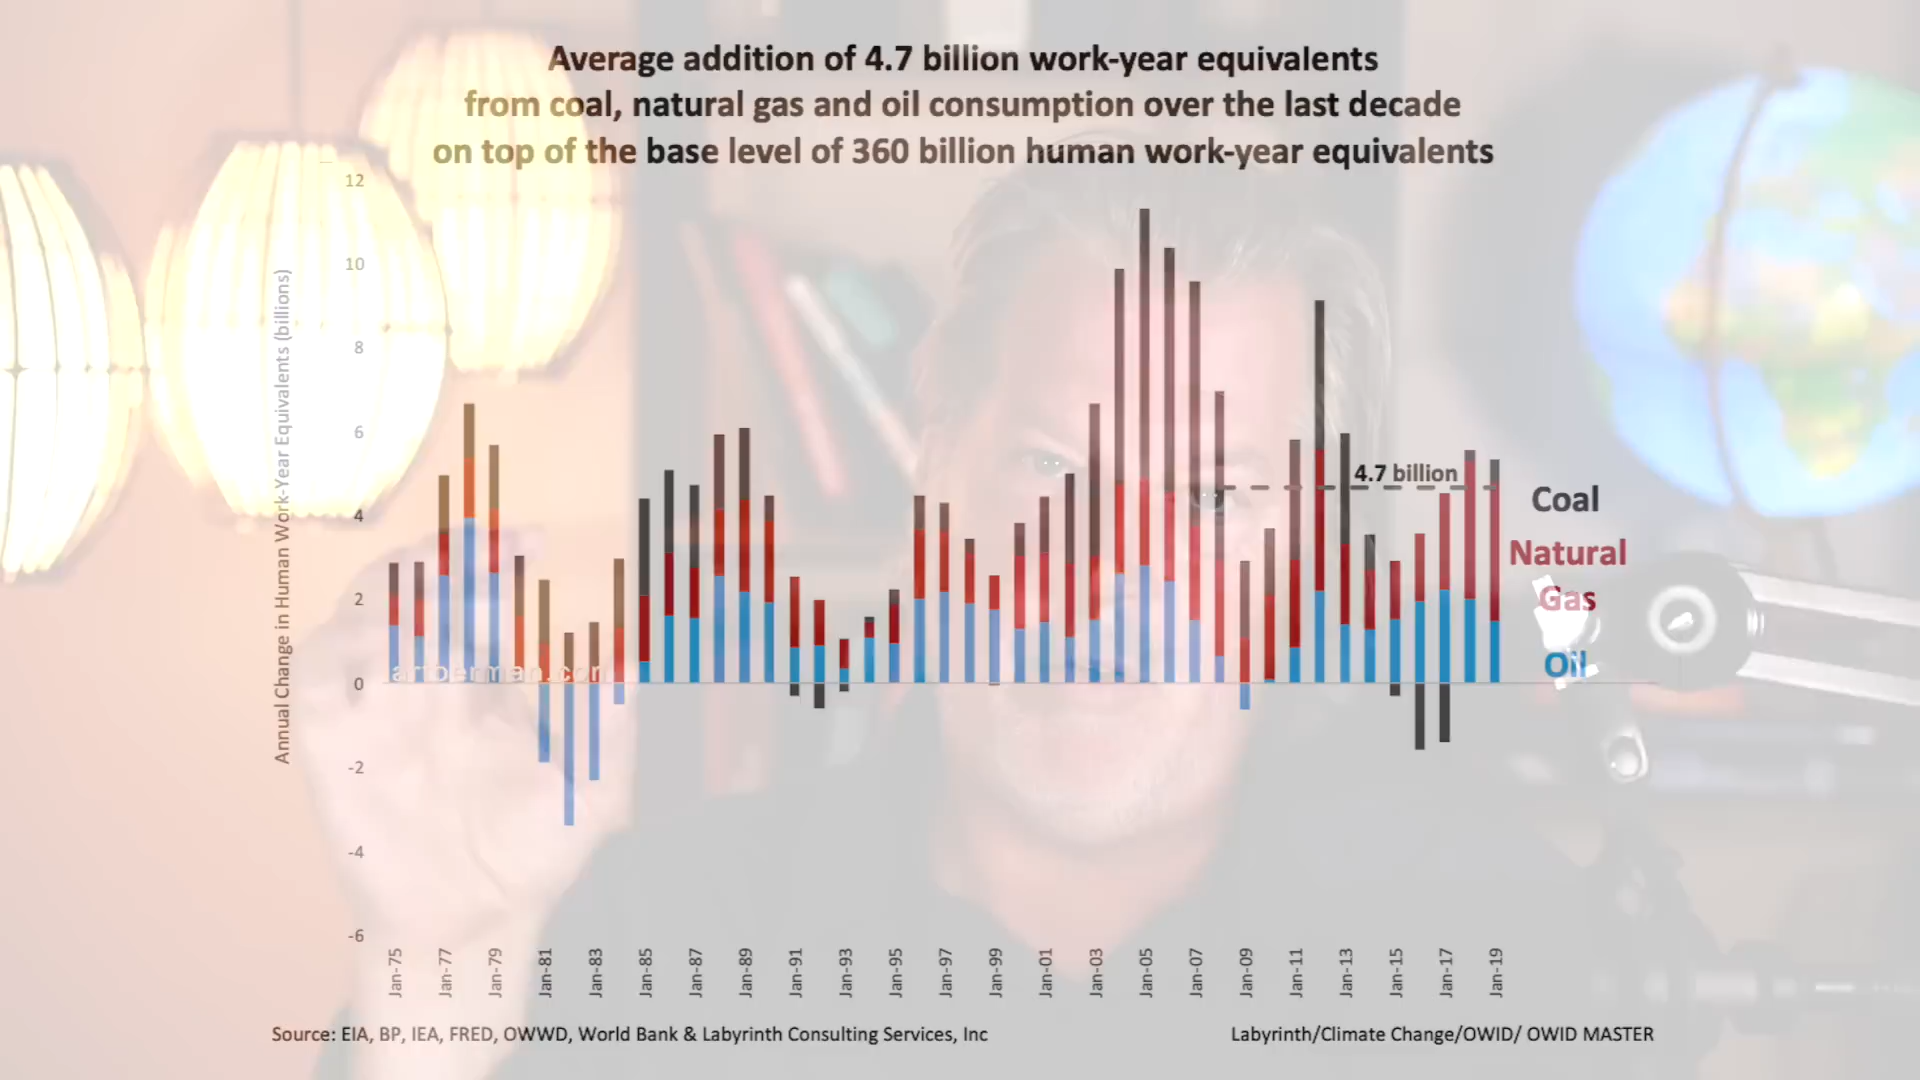 Average addition of 4.7 billion work-year equivalents
from coal, natural gas and oil consumption over the last decade
on top of the base level of 360 billion human work-year equivalents
Annual Change in Human Work-Year Equivalents (billions)
12
10
8
6
4
2
0
-2
-4
-6
4.7 billion
Coal
Natural
Gas
Oil
artberman.com
Jan-75
Jan-77
Jan-79
Jan-81
Jan-83
Jan-85
Jan-87
Jan-89
Jan-91
Jan-93
Jan-95
Jan-97
Jan-99
Jan-01
Jan-03
Jan-05
Jan-07
Jan-09
Jan-11
Jan-13
Jan-15
Jan-17
Jan-19
Source: EIA, BP, IEA, FRED, OWWD, World Bank & Labyrinth Consulting Services, Inc
Labyrinth/Climate Change/OWID/ OWID MASTER